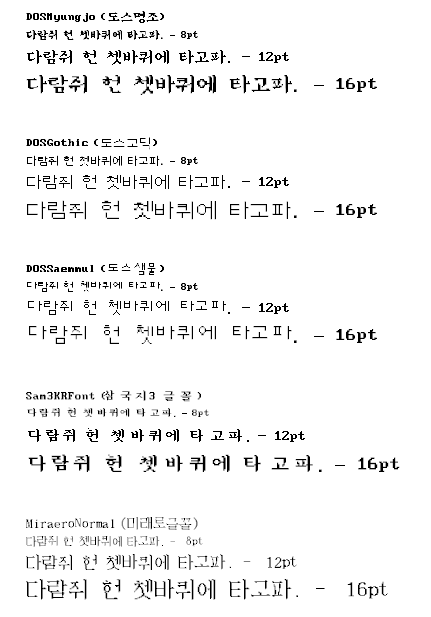 DOSMyungjo (도스명조)
다람쥐 헌 쳇바퀴에 타고파. - 8pt
다람쥐 헌 쳇바퀴에 타고파. - 12pt
다람쥐 헌 쳇바퀴에 타고파. - 16pt
DOSGothic (도스고딕)
다람쥐 헌 쳇바퀴에 타고파. - 8pt
다람쥐 헌 쳇바퀴에 타고파. - 12pt
다람쥐 헌 쳇바퀴에 타고파. - 16pt
DOSSaemmul (도스샘물)
다람쥐 헌 쳇바퀴에 타고파. - 8pt
다람쥐 헌 쳇바퀴에 타고파. - 12pt
다람쥐 헌 쳇바퀴에 타고파. - 16pt
Sam3KRFont (삼국지3 글꼴)
다람쥐 헌 쳇바퀴에 타고파. - 8pt
다람쥐 헌 쳇바퀴에 타고파. - 12pt
다람쥐 헌 쳇바퀴에 타고파. - 16pt
MiraeroNormal (미래로글꼴)
다람쥐 헌 쳇바퀴에 타고파. - 8pt
다람쥐 헌 쳇바퀴에 타고파. - 12pt
다람쥐 헌 쳇바퀴에 타고파. - 16pt